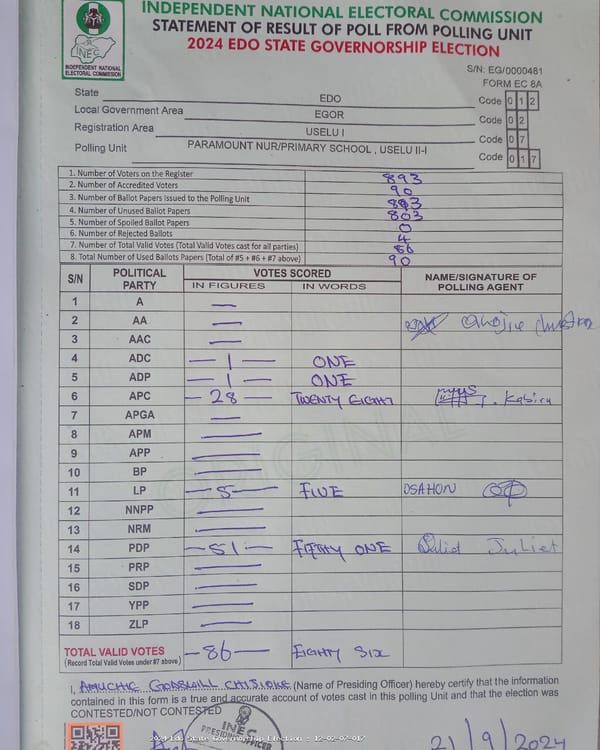 INDEPENDENT NATIONAL ELECTORAL COMMISSION
STATEMENT OF RESULT OF POLL FROM POLLING UNIT
2024 EDO STATE GOVERNORSHIP ELECTION
INEC
INDEPENDENT NATIONAL
ELECTORAL COMMISSION
S/N: EG/0000481
FORM EC 8A
State EDO Code 0 1 2
Local Government Area EGOR Code 0 2
Registration Area USELU I Code 0 7
Polling Unit PARAMOUNT NUR/PRIMARY SCHOOL , USELU II-I Code 0 1 7
1. Number of Voters on the Register 893
2. Number of Accredited Voters 90
3. Number of Ballot Papers Issued to the Polling Unit 893
4. Number of Unused Ballot Papers 803
5. Number of Spoiled Ballot Papers 0
6. Number of Rejected Ballots 4
7. Number of Total Valid Votes (Total Valid Votes cast for all parties) 86
8. Total Number of Used Ballots Papers (Total of #5 + #6 + #7 above) 90
S/N POLITICAL PARTY VOTES SCORED NAME/SIGNATURE OF POLLING AGENT
IN FIGURES IN WORDS
1 A —
2 AA —
3 AAC —
4 ADC —1— ONE
5 ADP —1— ONE
6 APC —28— TWENTY EIGHT T. Kabiru
7 APGA —
8 APM —
9 APP —
10 BP —
11 LP —5— FIVE OSAHON
12 NNPP —
13 NRM —
14 PDP —51— FIFTHY ONE Juliet
15 PRP —
16 SDP —
17 YPP —
18 ZLP —
TOTAL VALID VOTES —86— EIGHTY SIX
(Record Total Valid Votes under #7 above)
ORIGINAL
I, AMUCHIE GODSWILL CHISIOKE (Name of Presiding Officer) hereby certify that the information
contained in this form is a true and accurate account of votes cast in this polling Unit and that the election was
CONTESTED/NOT CONTESTED
INEC
PRESIDING OFFICER
2024 Edo State Governorship Election : 12-02-07-017
21/9/2024